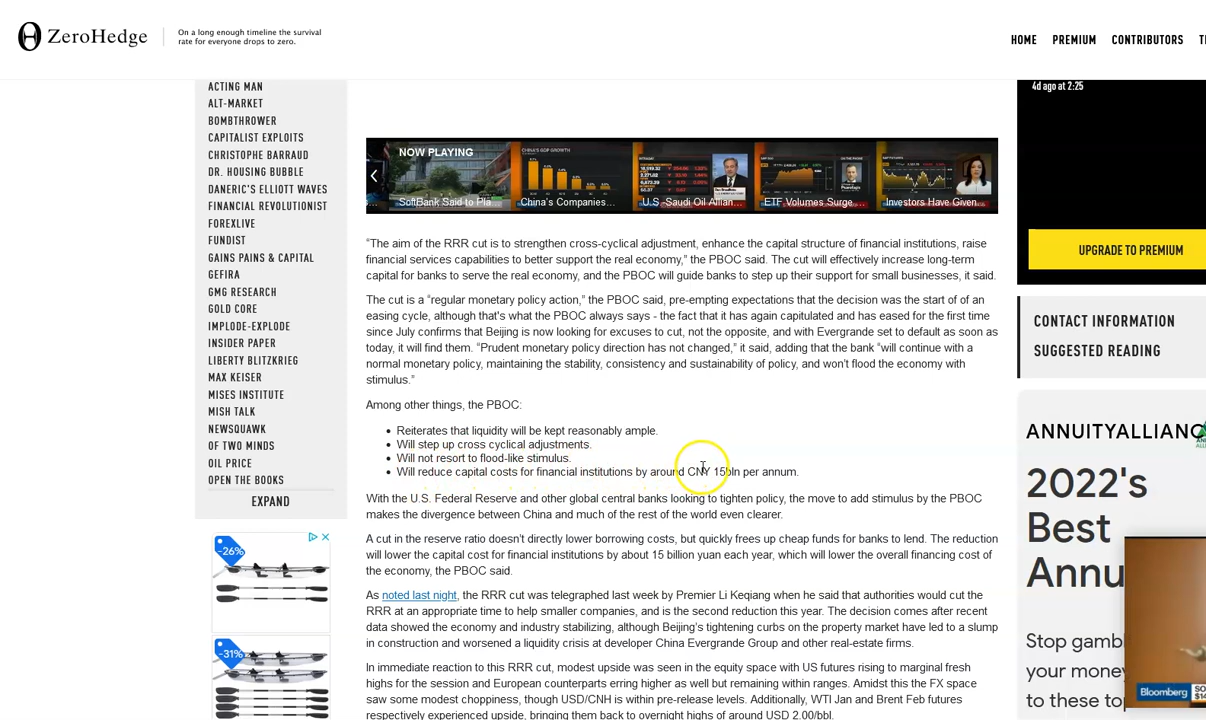 ZeroHedge
On a long enough timeline the survival
rate for everyone drops to zero.
HOME
PREMIUM
CONTRIBUTORS
ACTING MAN
ALT-MARKET
BOMBTHROWER
CAPITALIST EXPLOITS
CHRISTOPHE BARRAUD
DR. HOUSING BUBBLE
DANERIC'S ELLIOTT WAVES
FINANCIAL REVOLUTIONIST
FOREXLIVE
FUNDIST
GAINS PAINS & CAPITAL
GEFIRA
GMG RESEARCH
GOLD CORE
IMPLODE-EXPLODE
INSIDER PAPER
LIBERTY BLITZKRIEG
MAX KEISER
MISES INSTITUTE
MISH TALK
NEWSQUAWK
OF TWO MINDS
OIL PRICE
OPEN THE BOOKS
EXPAND
-26%
-31%
NOW PLAYING
SoftBank Said to Pla...
China's Companies...
U.S.-Saudi Oil Allian...
ETF Volumes Surge...
Investors Have Given...
“The aim of the RRR cut is to strengthen cross-cyclical adjustment, enhance the capital structure of financial institutions, raise
financial services capabilities to better support the real economy,” the PBOC said. The cut will effectively increase long-term
capital for banks to serve the real economy, and the PBOC will guide banks to step up their support for small businesses, it said.
The cut is a “regular monetary policy action,” the PBOC said, pre-empting expectations that the decision was the start of of an
easing cycle, although that's what the PBOC always says - the fact that it has again capitulated and has eased for the first time
since July confirms that Beijing is now looking for excuses to cut, not the opposite, and with Evergrande set to default as soon as
today, it will find them. “Prudent monetary policy direction has not changed,” it said, adding that the bank “will continue with a
normal monetary policy, maintaining the stability, consistency and sustainability of policy, and won't flood the economy with
stimulus.”
Among other things, the PBOC:
• Reiterates that liquidity will be kept reasonably ample.
• Will step up cross cyclical adjustments.
• Will not resort to flood-like stimulus.
• Will reduce capital costs for financial institutions by around CNY 15bln per annum.
With the U.S. Federal Reserve and other global central banks looking to tighten policy, the move to add stimulus by the PBOC
makes the divergence between China and much of the rest of the world even clearer.
A cut in the reserve ratio doesn't directly lower borrowing costs, but quickly frees up cheap funds for banks to lend. The reduction
will lower the capital cost for financial institutions by about 15 billion yuan each year, which will lower the overall financing cost of
the economy, the PBOC said.
As noted last night, the RRR cut was telegraphed last week by Premier Li Keqiang when he said that authorities would cut the
RRR at an appropriate time to help smaller companies, and is the second reduction this year. The decision comes after recent
data showed the economy and industry stabilizing, although Beijing's tightening curbs on the property market have led to a slump
in construction and worsened a liquidity crisis at developer China Evergrande Group and other real-estate firms.
In immediate reaction to this RRR cut, modest upside was seen in the equity space with US futures rising to marginal fresh
highs for the session and European counterparts erring higher as well but remaining within ranges. Amidst this the FX space
saw some modest choppiness, though USD/CNH is within pre-release levels. Additionally, WTI Jan and Brent Feb futures
respectively experienced upside, bringing them back to overnight highs of around USD 2.00/bbl.
4d ago at 2:25
UPGRADE TO PREMIUM
CONTACT INFORMATION
SUGGESTED READING
ANNUITYALLIANC
2022's
Best
Annu
Stop gambl
your money
to these top
Bloomberg